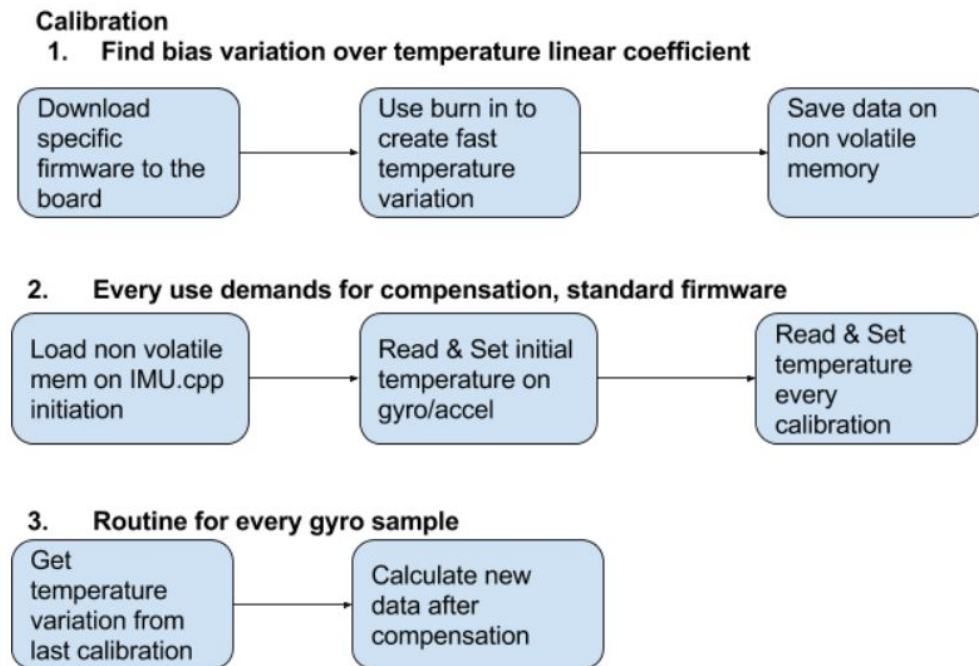 Calibration
1. Find bias variation over temperature linear coefficient
Download
specific
firmware to the
board
Use burn in to
create fast
temperature
variation
Save data on
non volatile
memory
2. Every use demands for compensation, standard firmware
Load non volatile
mem on IMU.cpp
initiation
Read & Set initial
temperature on
gyro/accel
Read & Set
temperature
every
calibration
3. Routine for every gyro sample
Get
temperature
variation from
last calibration
Calculate new
data after
compensation